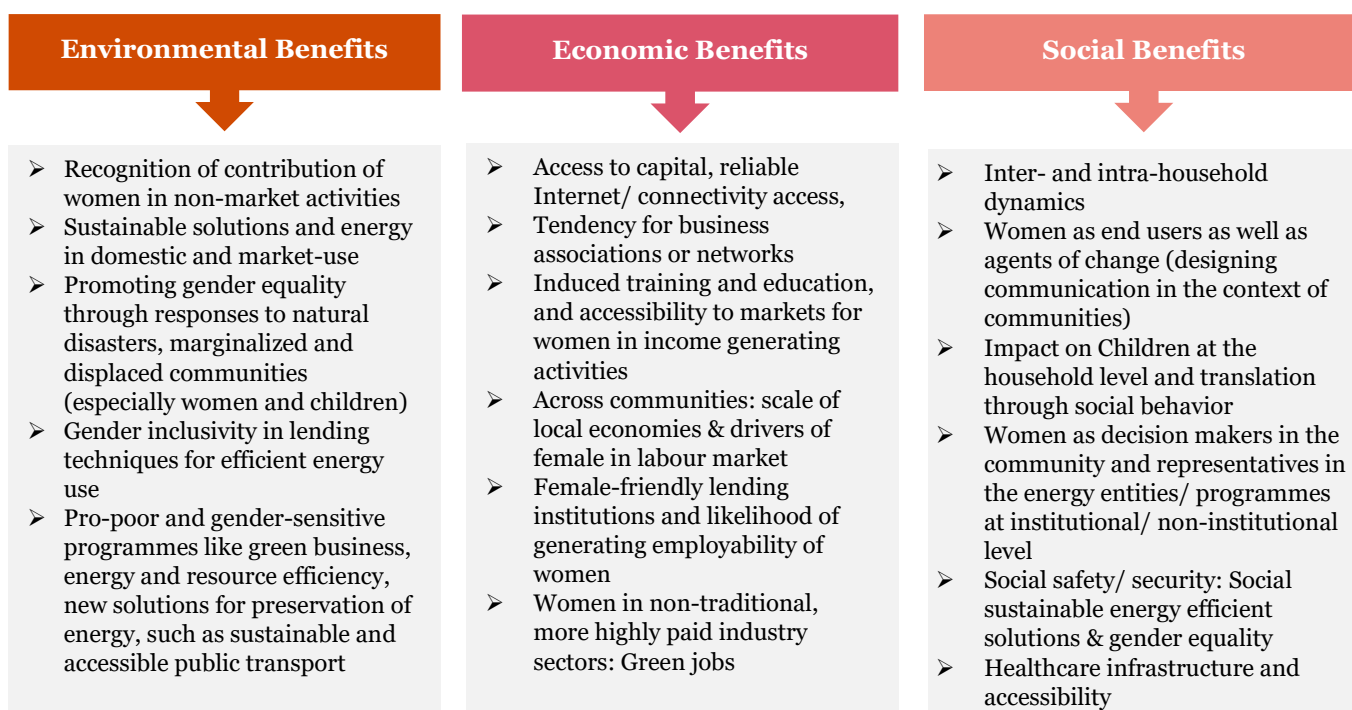 Environmental Benefits
➢ Recognition of contribution of
women in non-market activities
➢ Sustainable solutions and energy
in domestic and market-use
➢ Promoting gender equality
through responses to natural
disasters, marginalized and
displaced communities
(especially women and children)
➢ Gender inclusivity in lending
techniques for efficient energy
use
➢ Pro-poor and gender-sensitive
programmes like green business,
energy and resource efficiency,
new solutions for preservation of
energy, such as sustainable and
accessible public transport
Economic Benefits
➢ Access to capital, reliable
Internet/ connectivity access,
➢ Tendency for business
associations or networks
➢ Induced training and education,
and accessibility to markets for
women in income generating
activities
➢ Across communities: scale of
local economies & drivers of
female in labour market
➢ Female-friendly lending
institutions and likelihood of
generating employability of
women
➢ Women in non-traditional,
more highly paid industry
sectors: Green jobs
Social Benefits
➢ Inter- and intra-household
dynamics
➢ Women as end users as well as
agents of change (designing
communication in the context of
communities)
➢ Impact on Children at the
household level and translation
through social behavior
➢ Women as decision makers in the
community and representatives in
the energy entities/ programmes
at institutional/ non-institutional
level
➢ Social safety/ security: Social
sustainable energy efficient
solutions & gender equality
➢ Healthcare infrastructure and
accessibility